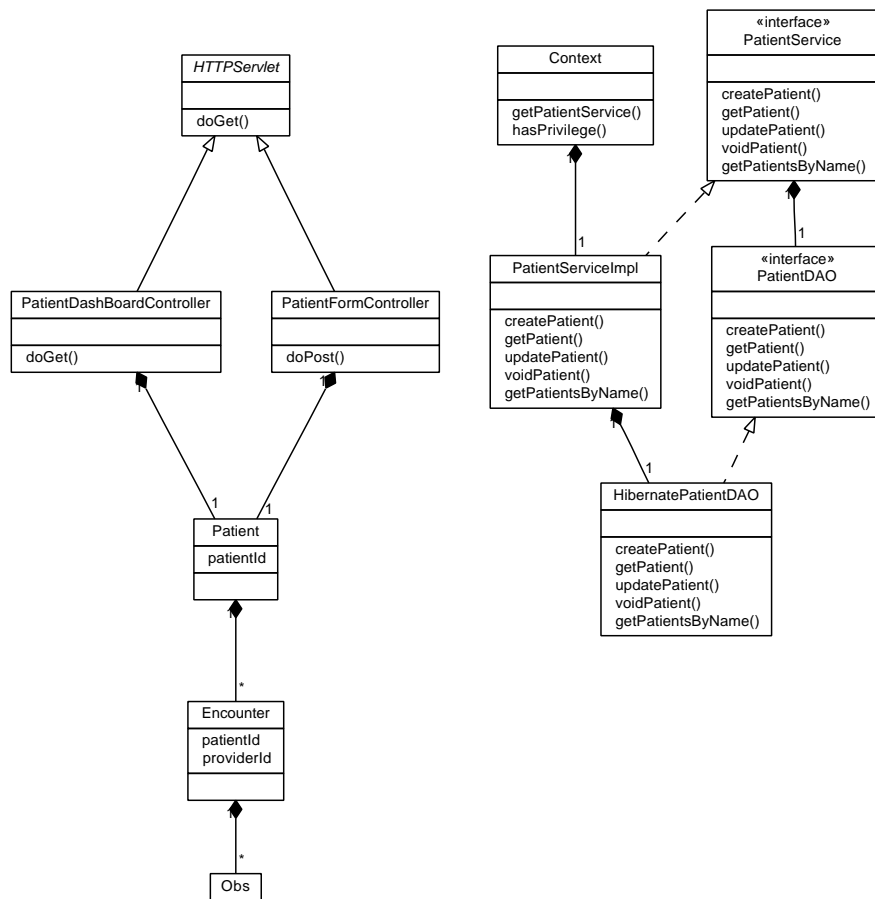 HTTPServlet
doGet()
Context
getPatientService()
hasPrivilege()
«interface»
PatientService
createPatient()
getPatient()
updatePatient()
voidPatient()
getPatientsByName()
1
1
1
1
PatientDashBoardController
doGet()
PatientFormController
doPost()
PatientServiceImpl
createPatient()
getPatient()
updatePatient()
voidPatient()
getPatientsByName()
«interface»
PatientDAO
createPatient()
getPatient()
updatePatient()
voidPatient()
getPatientsByName()
1
1
1
1
1
1
Patient
patientId
HibernatePatientDAO
createPatient()
getPatient()
updatePatient()
voidPatient()
getPatientsByName()
1
*
Encounter
patientId
providerId
1
*
Obs